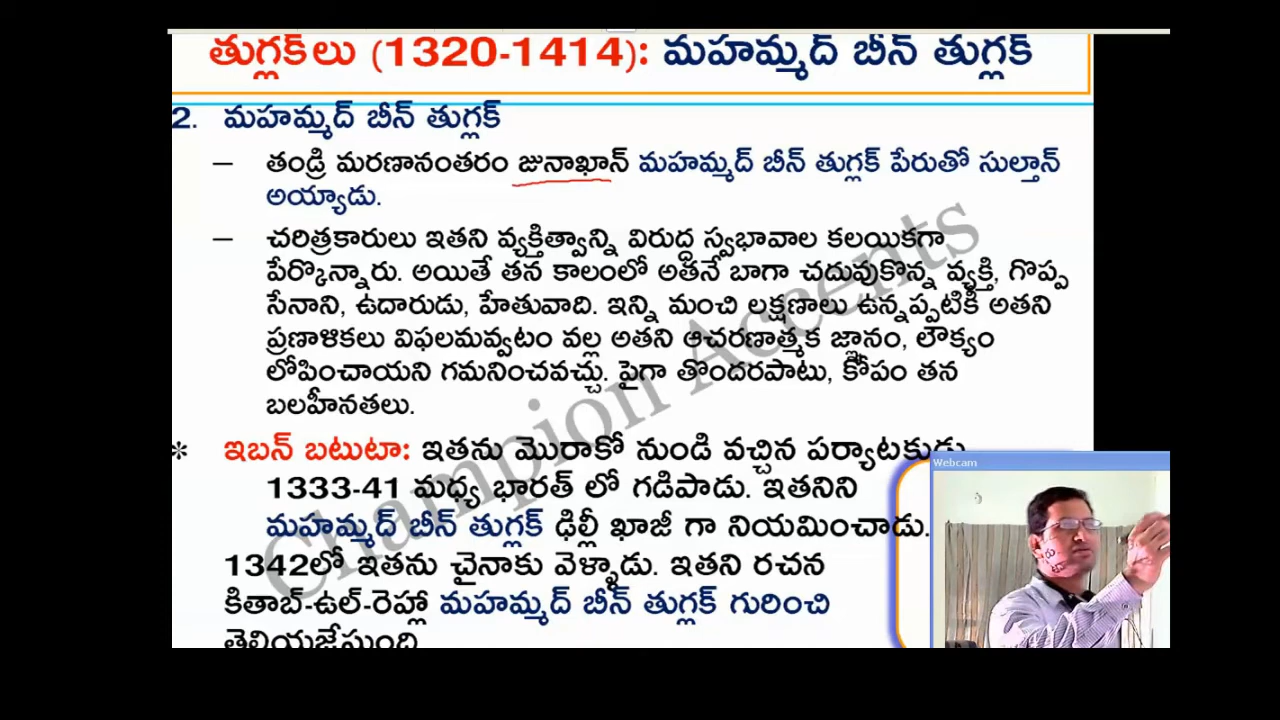 తుగ్లక్‌లు (1320-1414): మహమ్మద్ బీన్ తుగ్లక్
2. మహమ్మద్ బీన్ తుగ్లక్
– తండ్రి మరణానంతరం జునాఖాన్ మహమ్మద్ బీన్ తుగ్లక్ పేరుతో సుల్తాన్
అయ్యాడు.
– చరిత్రకారులు ఇతని వ్యక్తిత్వాన్ని విరుద్ధ స్వభావాల కలయికగా
పేర్కొన్నారు. అయితే తన కాలంలో అతనే బాగా చదువుకొన్న వ్యక్తి, గొప్ప
సేనాని, ఉదారుడు, హేతువాది. ఇన్ని మంచి లక్షణాలు ఉన్నప్పటికీ అతని
ప్రణాళికలు విఫలమవ్వటం వల్ల అతని ఆచరణాత్మక జ్ఞానం, లౌక్యం
లోపించాయని గమనించవచ్చు. పైగా తొందరపాటు, కోపం తన
బలహీనతలు.
* ఇబన్ బటుటా: ఇతను మొరాకో నుండి వచ్చిన పర్యాటకుడు
1333-41 మధ్య భారత్ లో గడిపాడు. ఇతనిని
మహమ్మద్ బీన్ తుగ్లక్ ఢిల్లీ ఖాజీ గా నియమించాడు.
1342లో ఇతను చైనాకు వెళ్ళాడు. ఇతని రచన
కితాబ్-ఉల్-రెహ్లా మహమ్మద్ బీన్ తుగ్లక్ గురించి
తెలియజేస్తుంది
Champion Accents
Webcam